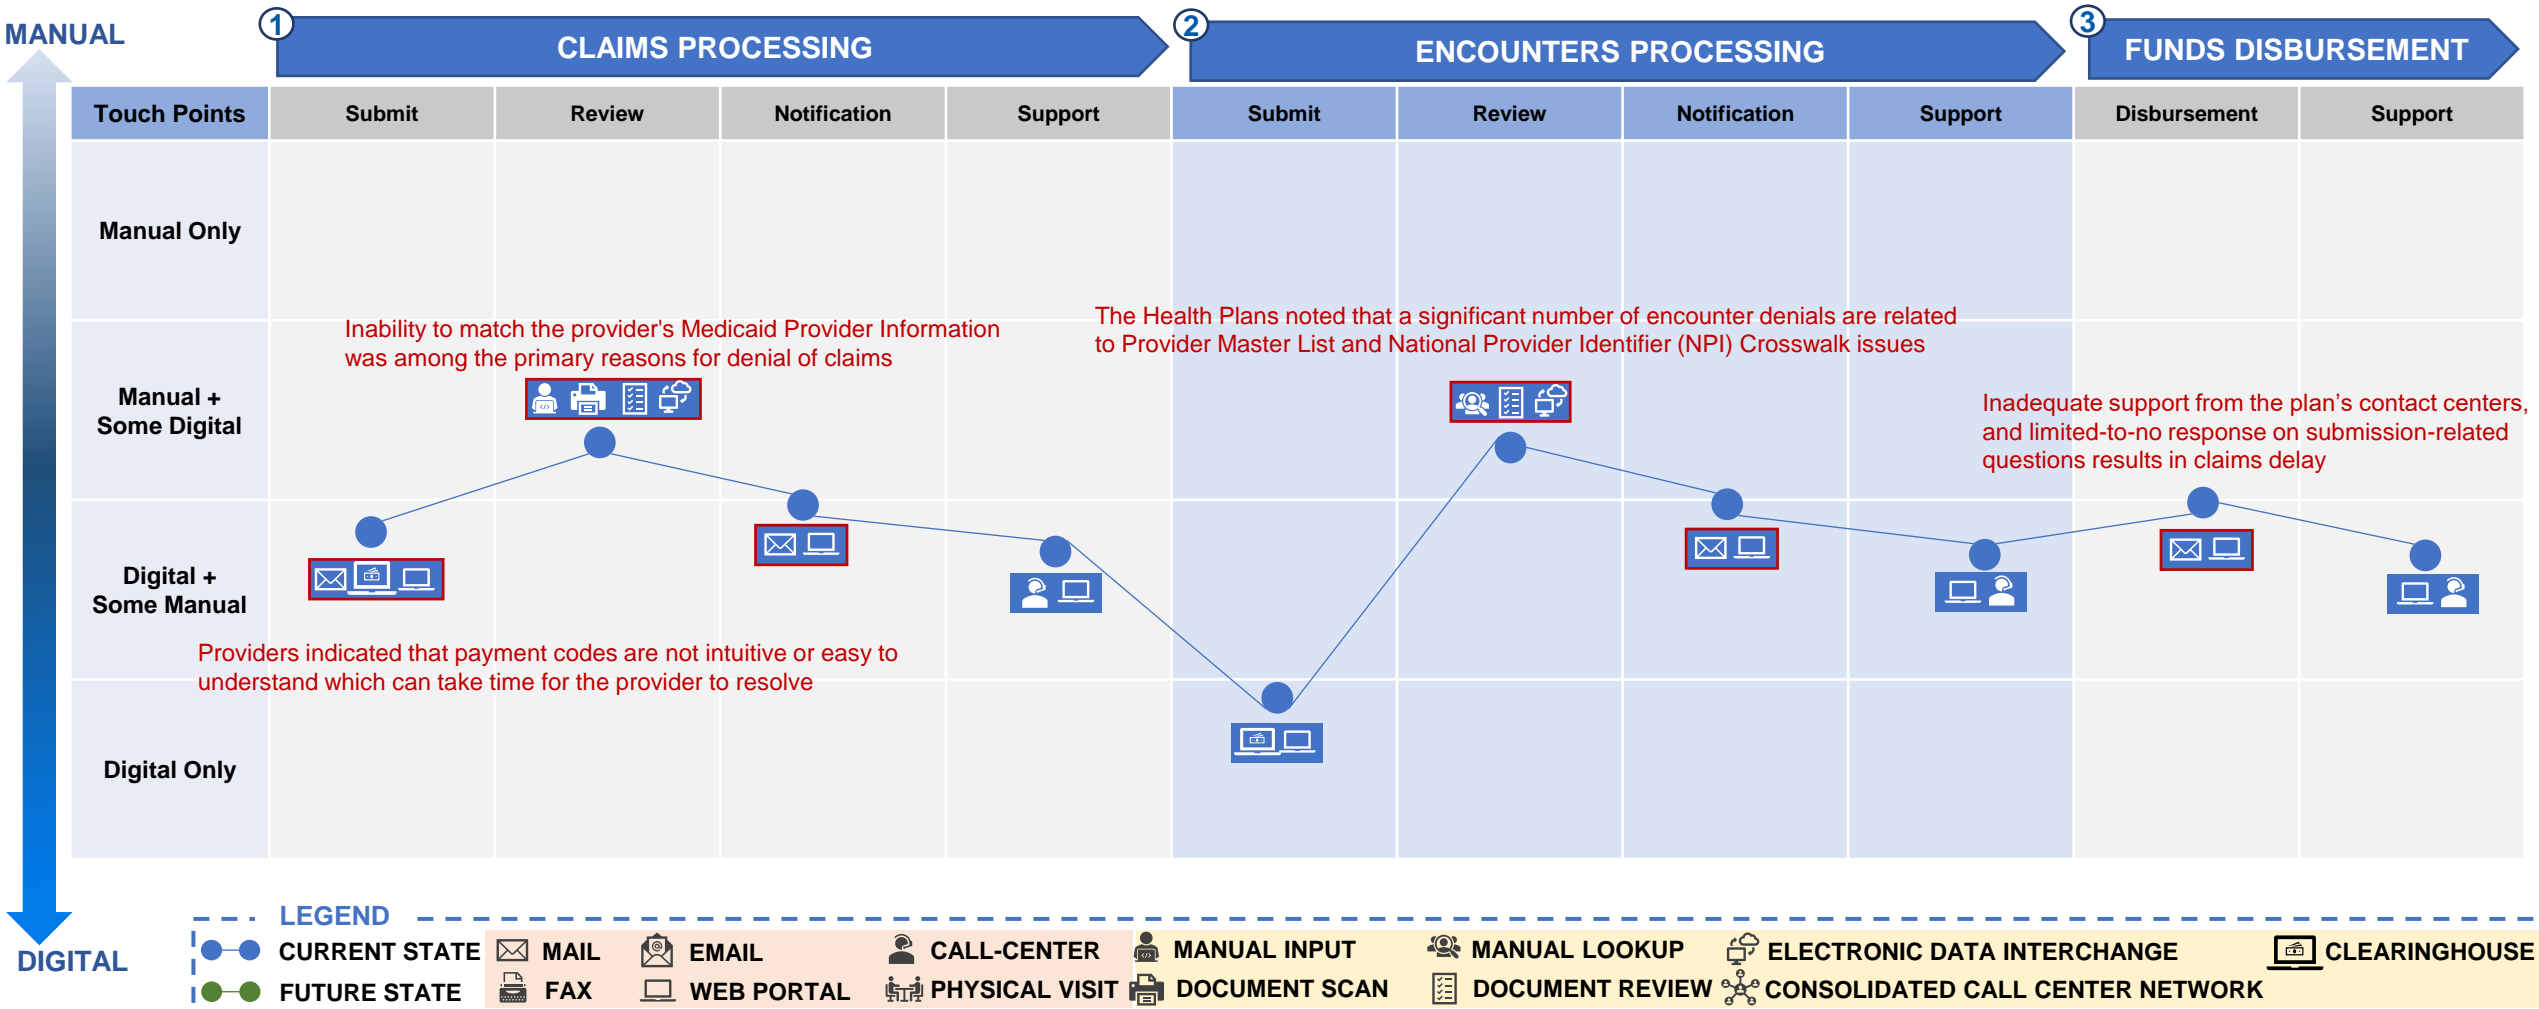 MANUAL
1
CLAIMS PROCESSING
2
ENCOUNTERS PROCESSING
3
FUNDS DISBURSEMENT
Touch Points
Submit
Review
Notification
Support
Submit
Review
Notification
Support
Disbursement
Support
Manual Only
Inability to match the provider's Medicaid Provider Information
was among the primary reasons for denial of claims
The Health Plans noted that a significant number of encounter denials are related
to Provider Master List and National Provider Identifier (NPI) Crosswalk issues
Manual +
Some Digital
Inadequate support from the plan’s contact centers,
and limited-to-no response on submission-related
questions results in claims delay
Digital +
Some Manual
Providers indicated that payment codes are not intuitive or easy to
understand which can take time for the provider to resolve
Digital Only
DIGITAL
LEGEND
CURRENT STATE
MAIL
EMAIL
CALL-CENTER
MANUAL INPUT
MANUAL LOOKUP
ELECTRONIC DATA INTERCHANGE
CLEARINGHOUSE
FUTURE STATE
FAX
WEB PORTAL
PHYSICAL VISIT
DOCUMENT SCAN
DOCUMENT REVIEW
CONSOLIDATED CALL CENTER NETWORK